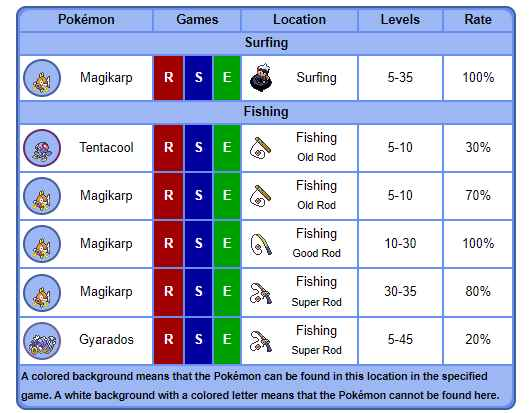 Pokémon Games Location Levels Rate
Surfing
Magikarp R S E Surfing 5-35 100%
Fishing
Tentacool R S E Fishing Old Rod 5-10 30%
Magikarp R S E Fishing Old Rod 5-10 70%
Magikarp R S E Fishing Good Rod 10-30 100%
Magikarp R S E Fishing Super Rod 30-35 80%
Gyarados R S E Fishing Super Rod 5-45 20%
A colored background means that the Pokémon can be found in this location in the specified
game. A white background with a colored letter means that the Pokémon cannot be found here.